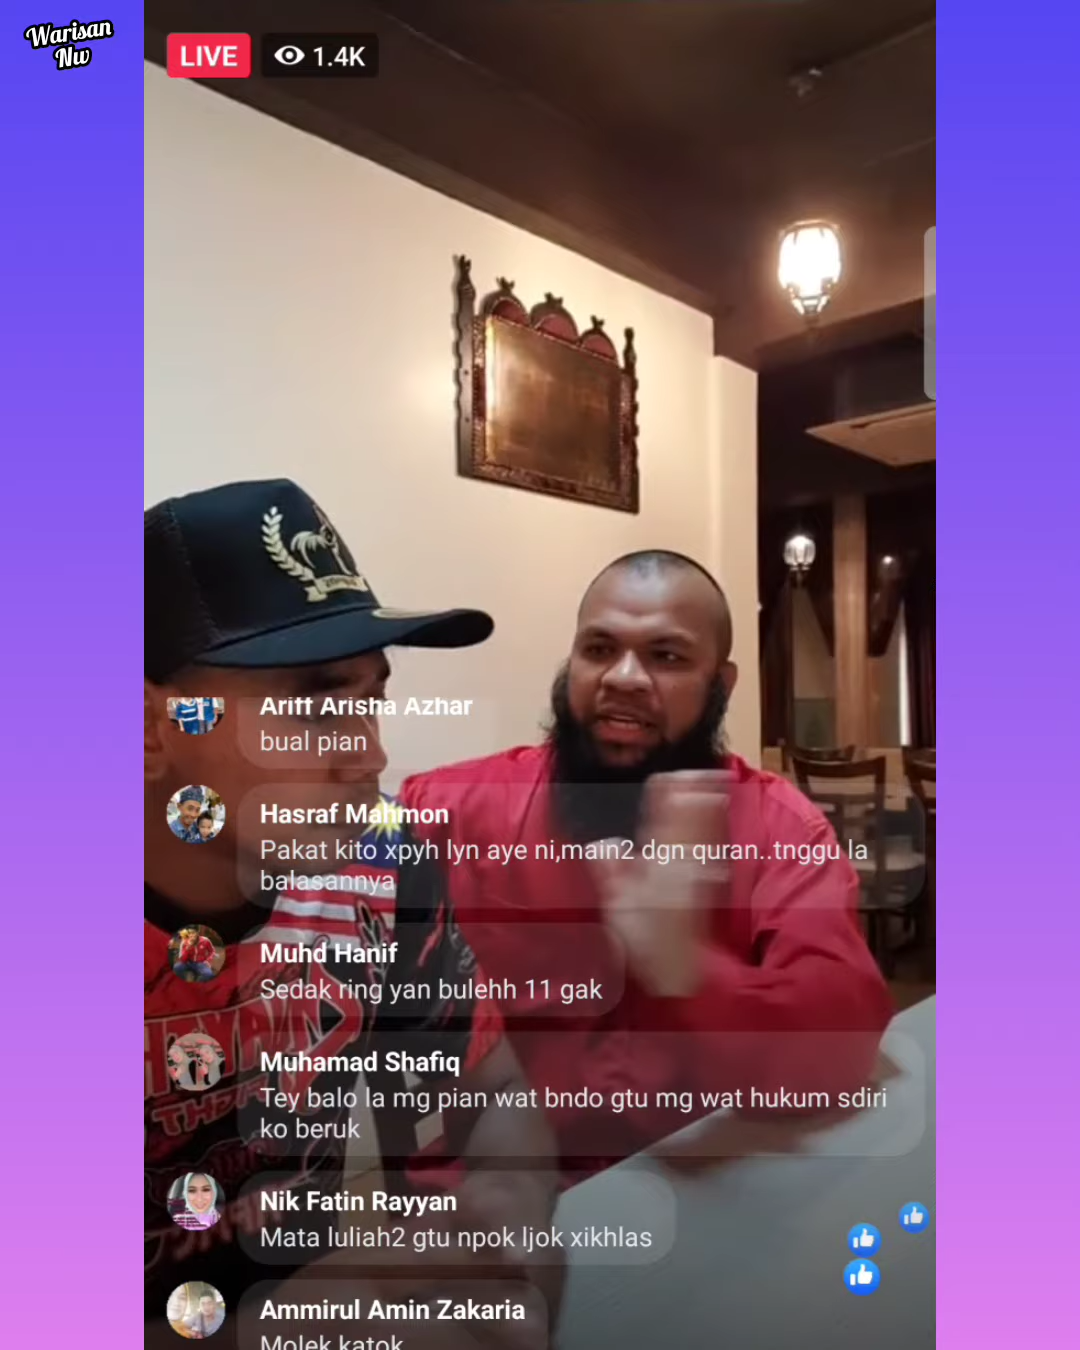 Warisan
Nw
LIVE 1.4K
Ariff Arisha Azhar
bual pian
Hasraf Mahmon
Pakat kito xpyh lyn aye ni,main2 dgn quran..tnggu la
balasannya
Muhd Hanif
Sedak ring yan bulehh 11 gak
Muhamad Shafiq
Tey balo la mg pian wat bndo gtu mg wat hukum sdiri
ko beruk
Nik Fatin Rayyan
Mata luliah2 gtu npok ljok xikhlas
Ammirul Amin Zakaria
Molek katok